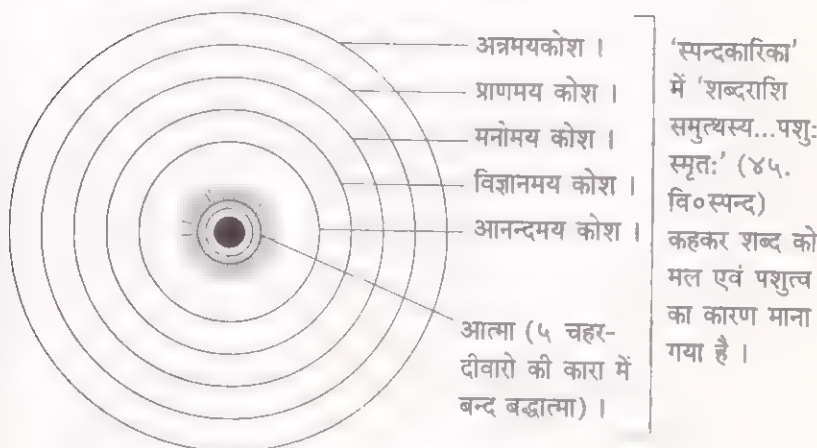 अन्नमयकोश ।
प्राणमय कोश ।
मनोमय कोश ।
विज्ञानमय कोश ।
आनन्दमय कोश ।
आत्मा (५ चहर-
दीवारो की कारा में
बन्द बद्धात्मा) ।
'स्पन्दकारिका'
में 'शब्दराशि
समुत्थस्य...पशु:
स्मृत:' (४५.
वि०स्पन्द)
कहकर शब्द को
मल एवं पशुत्व
का कारण माना
गया है ।